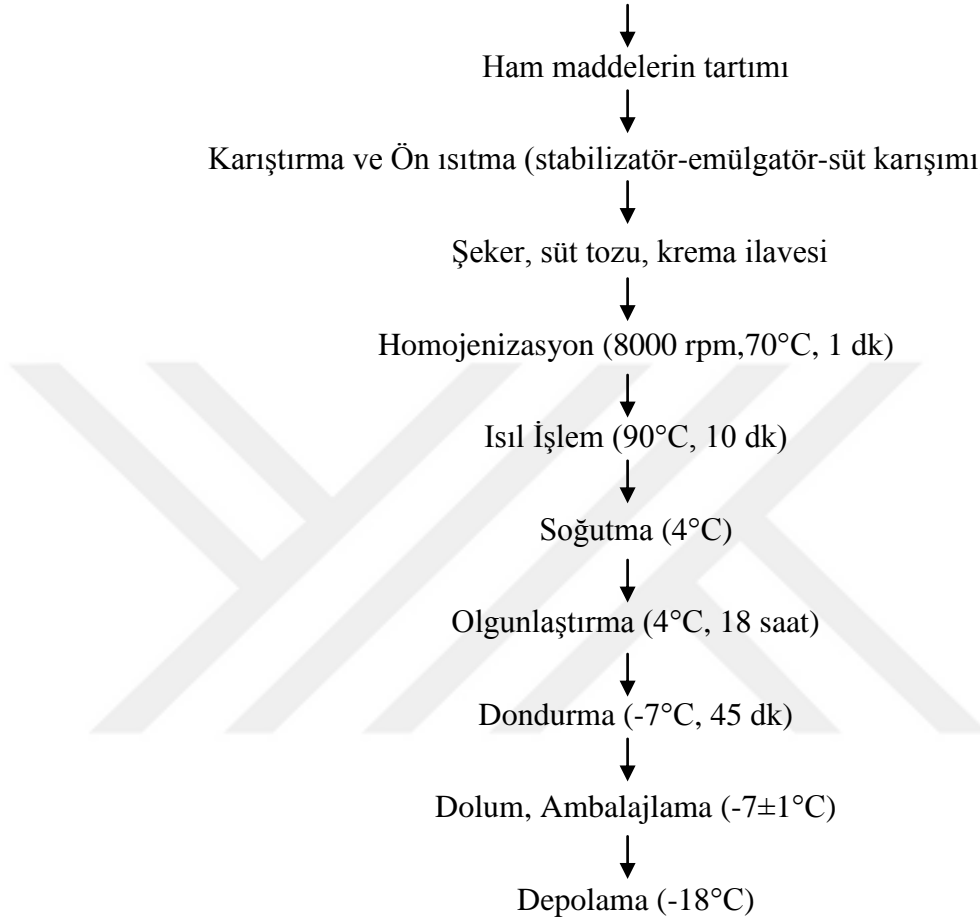 Ham maddelerin tartımı
Karıştırma ve Ön ısıtma (stabilizatör-emülgatör-süt karışımı
Şeker, süt tozu, krema ilavesi
Homojenizasyon (8000 rpm,70°C, 1 dk)
Isıl İşlem (90°C, 10 dk)
Soğutma (4°C)
Olgunlaştırma (4°C, 18 saat)
Dondurma (-7°C, 45 dk)
Dolum, Ambalajlama (-7±1°C)
Depolama (-18°C)